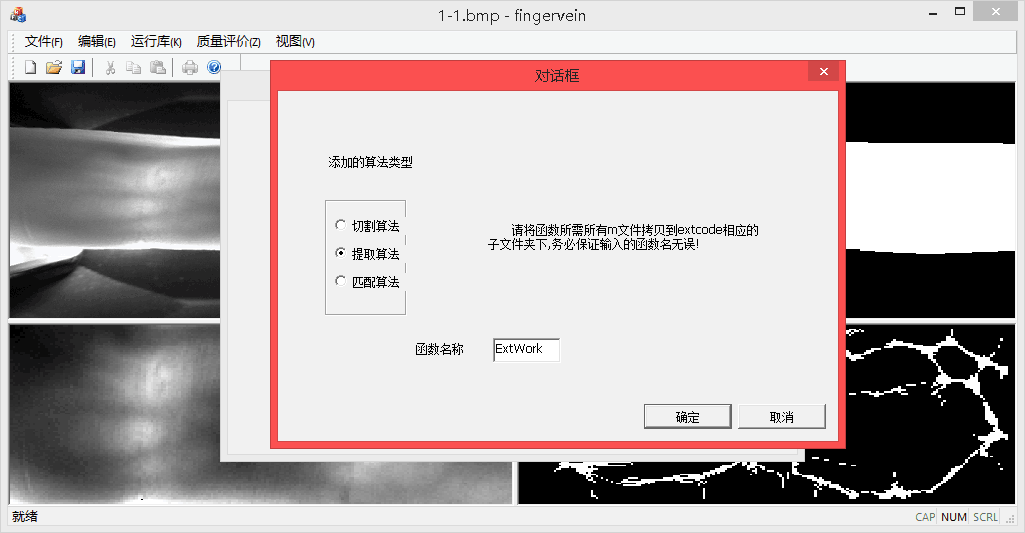 1-1.bmp - fingervein
文件(F) 编辑(E) 运行库(K) 质量评价(Z) 视图(V)
对话框
添加的算法类型
切割算法
提取算法
匹配算法
请将函数所需所有m文件拷贝到extcode相应的
子文件夹下,务必保证输入的函数名无误!
函数名称 ExtWork
确定 取消
就绪 CAP NUM SCRL